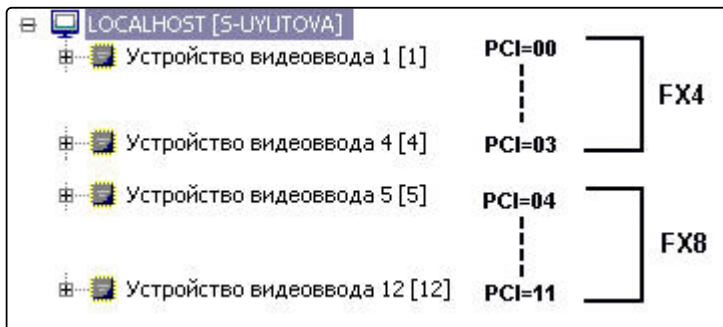 LOCALHOST [S-UYUTOVA]
Устройство видеоввода 1 [1] PCI=00
FX4
Устройство видеоввода 4 [4] PCI=03
Устройство видеоввода 5 [5] PCI=04
FX8
Устройство видеоввода 12 [12] PCI=11